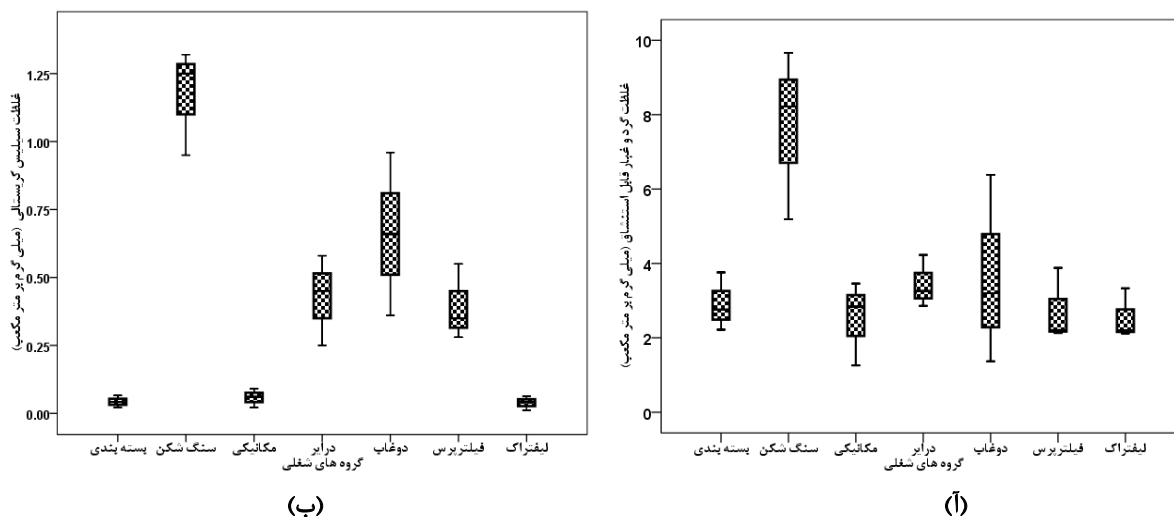 غلظت گرد و غبار قابل استنشاق (میلی گرم بر متر مکعب)
10
8
6
4
2
0
لیفتراک فیلترپرس دوغاب درایر مکانیکی سنگ شکن بسته بندی
گروه های شغلی
(آ)
غلظت سیلیس کریستالی (میلی گرم بر متر مکعب)
1.25
1.00
0.75
0.50
0.25
0.00
لیفتراک فیلترپرس دوغاب درایر مکانیکی سنگ شکن بسته بندی
گروه های شغلی
(ب)